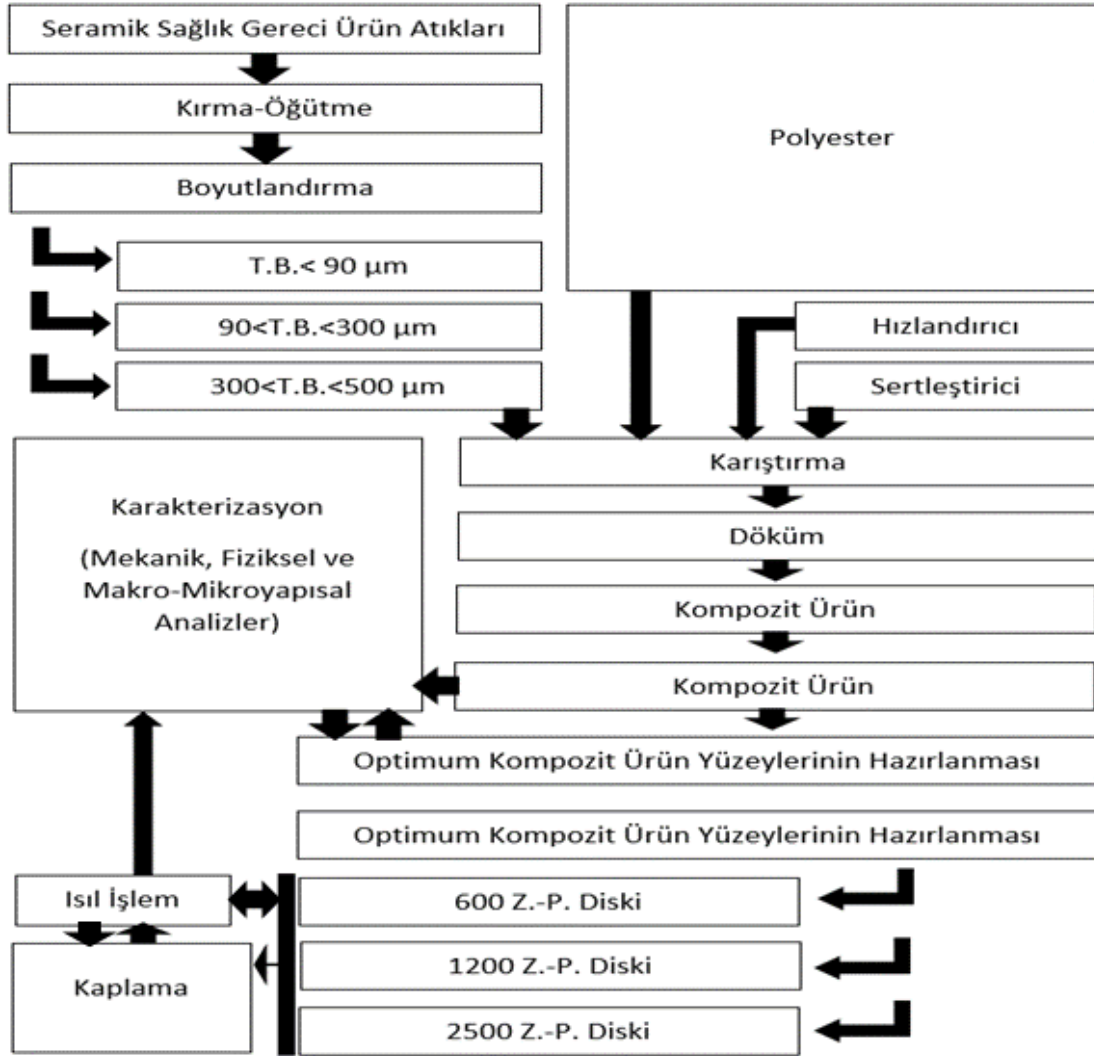 Seramik Sağlık Gereci Ürün Atıkları
Kırma-Öğütme
Boyutlandırma
T.B.< 90 µm
90<T.B.<300 µm
300<T.B.<500 µm
Polyester
Hızlandırıcı
Sertleştirici
Karıştırma
Döküm
Kompozit Ürün
Kompozit Ürün
Karakterizasyon
(Mekanik, Fiziksel ve
Makro-Mikroyapısal
Analizler)
Optimum Kompozit Ürün Yüzeylerinin Hazırlanması
Optimum Kompozit Ürün Yüzeylerinin Hazırlanması
600 Z.-P. Diski
1200 Z.-P. Diski
2500 Z.-P. Diski
Isıl İşlem
Kaplama